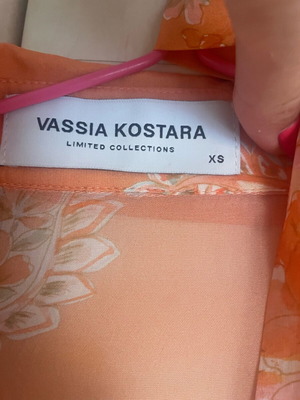 VASSIA KOSTARA
LIMITED COLLECTIONS
XS